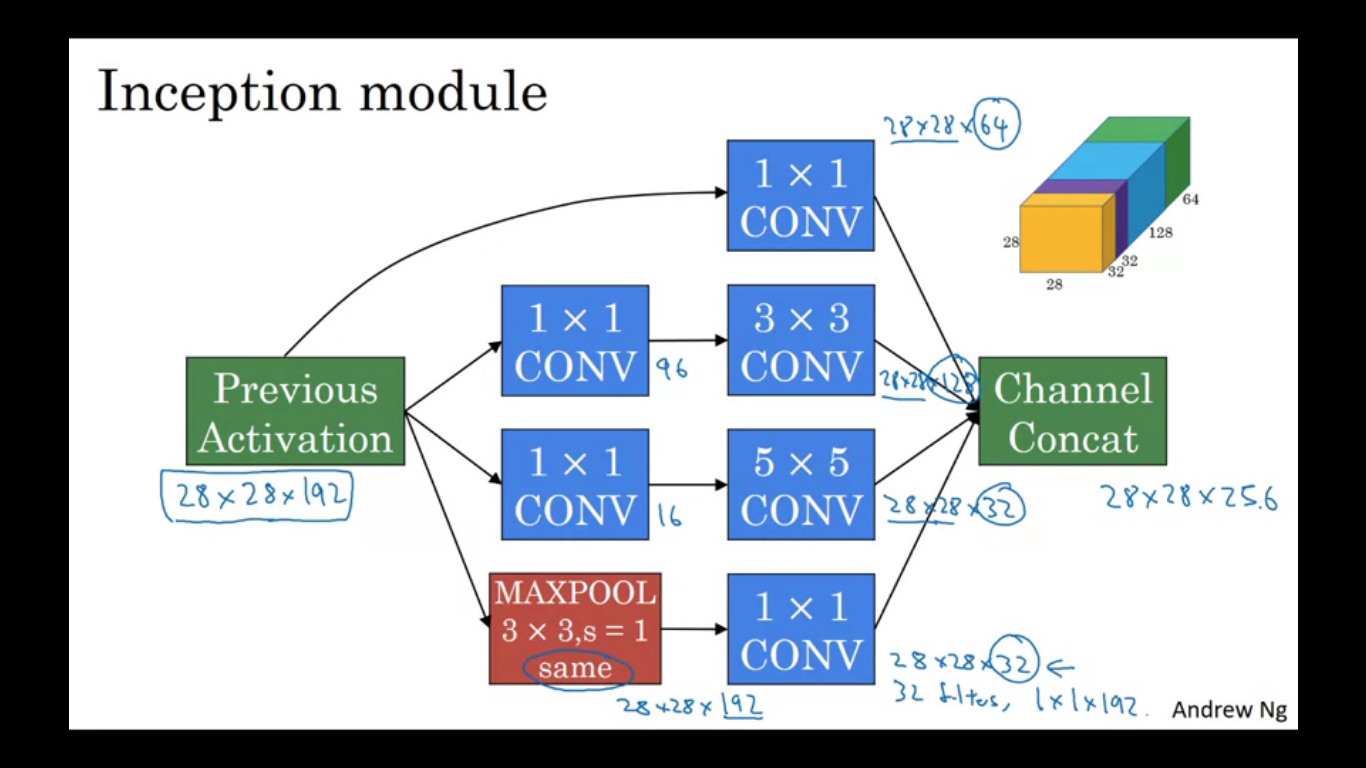 Inception module
28×28×64
1 × 1
CONV
64
128
32
32
28
28
1 × 1
CONV
96
3 × 3
CONV
28×28×128
Previous
Activation
28×28×192
Channel
Concat
28×28×256
1 × 1
CONV
16
5 × 5
CONV
28×28×32
MAXPOOL
3 × 3,s = 1
same
28×28×192
1 × 1
CONV
28×28×32 ←
32 filters, 1×1×192.
Andrew Ng